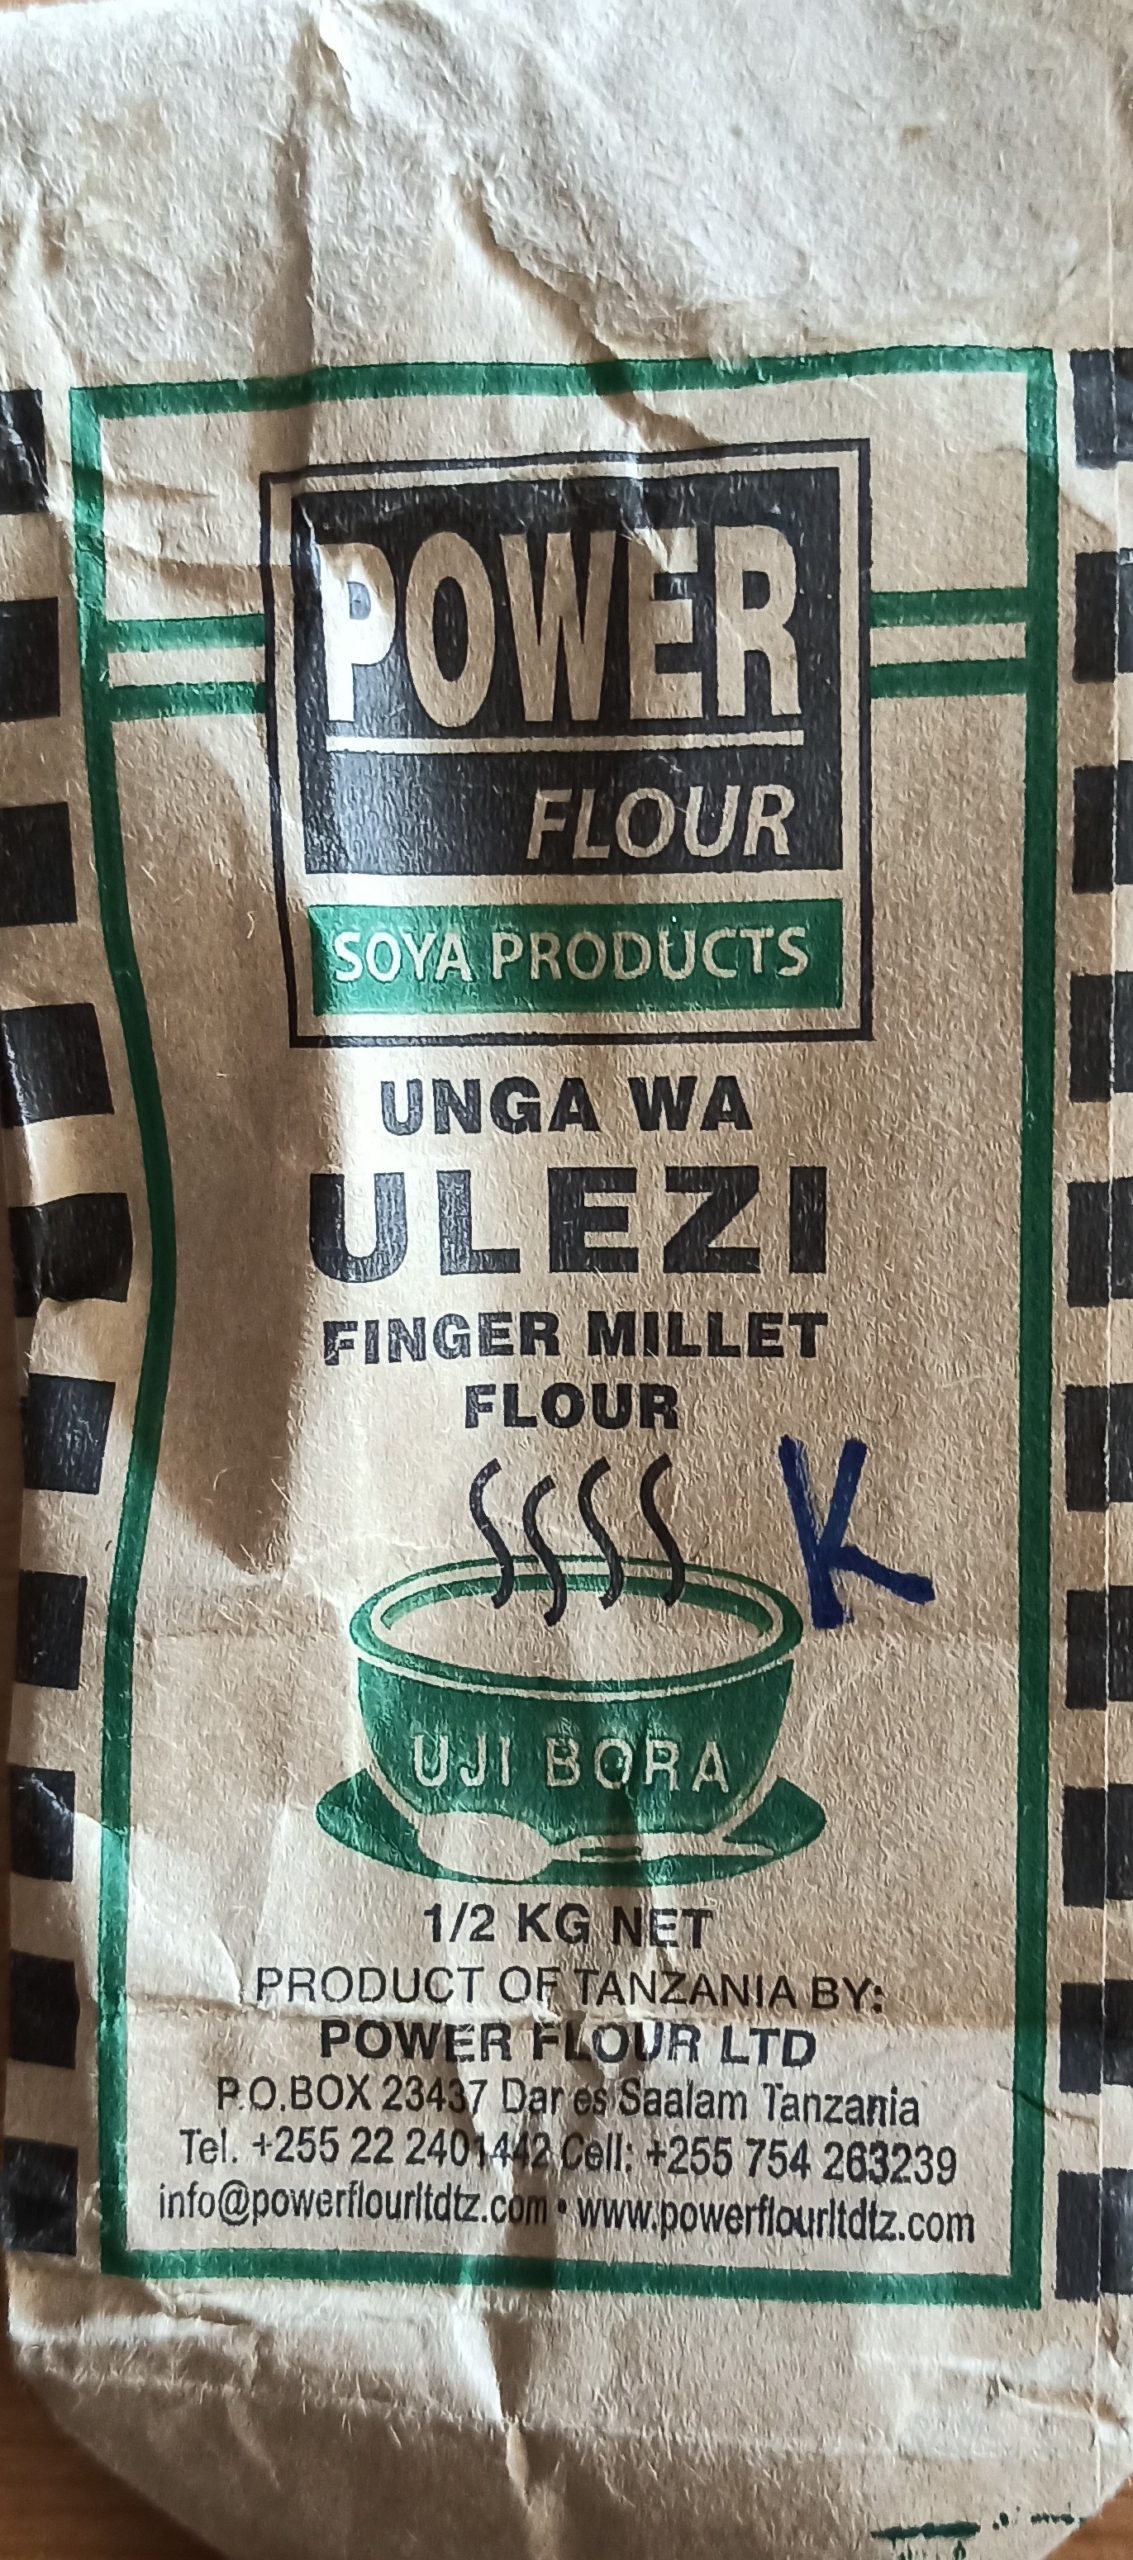 POWER
FLOUR
SOYA PRODUCTS
UNGA WA
ULEZI
FINGER MILLET
FLOUR
K
UJI BORA
1/2 KG NET
PRODUCT OF TANZANIA BY:
POWER FLOUR LTD
P.O.BOX 23437 Dar es Saalam Tanzania
Tel. +255 22 2401442 Cell: +255 754 263239
info@powerflourltdtz.com • www.powerflourltdtz.com